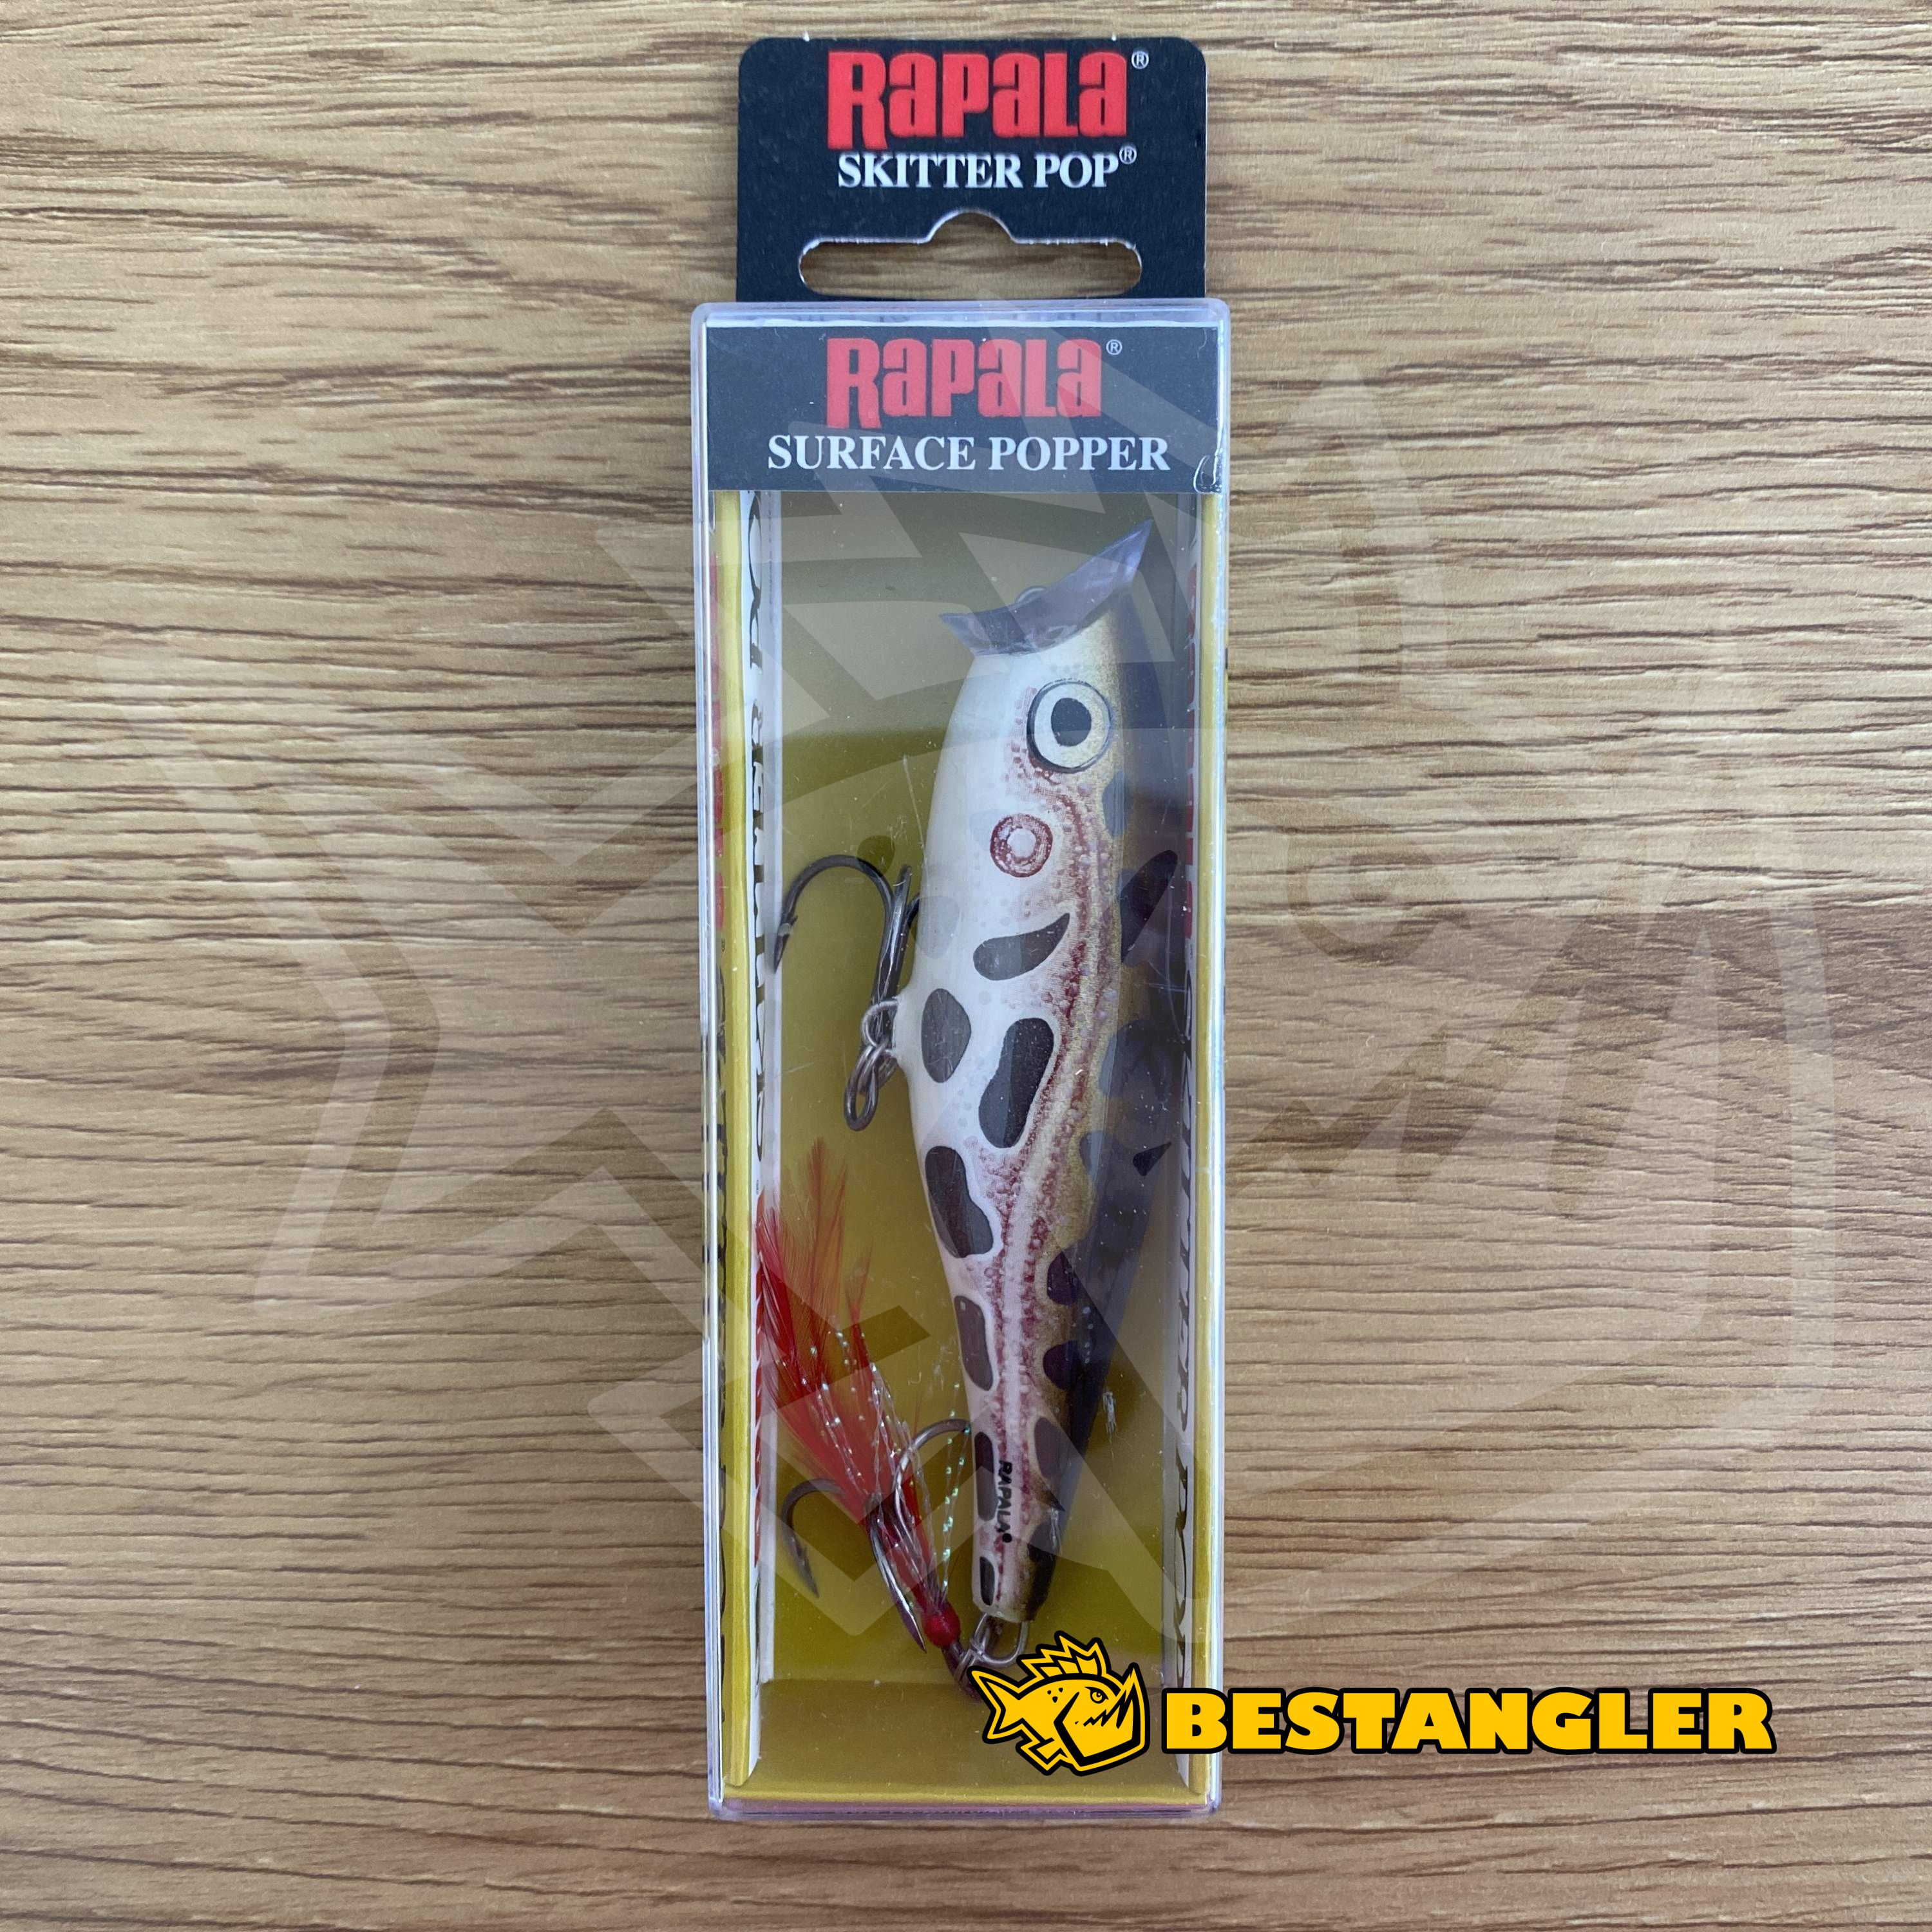 RAPALA®
SKITTER POP®
RAPALA®
SURFACE POPPER
RAPALA
BESTANGLER